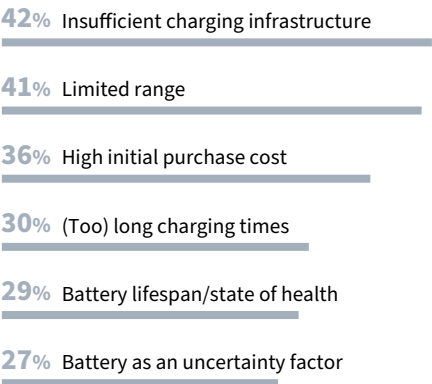 42% Insufficient charging infrastructure
41% Limited range
36% High initial purchase cost
30% (Too) long charging times
29% Battery lifespan/state of health
27% Battery as an uncertainty factor